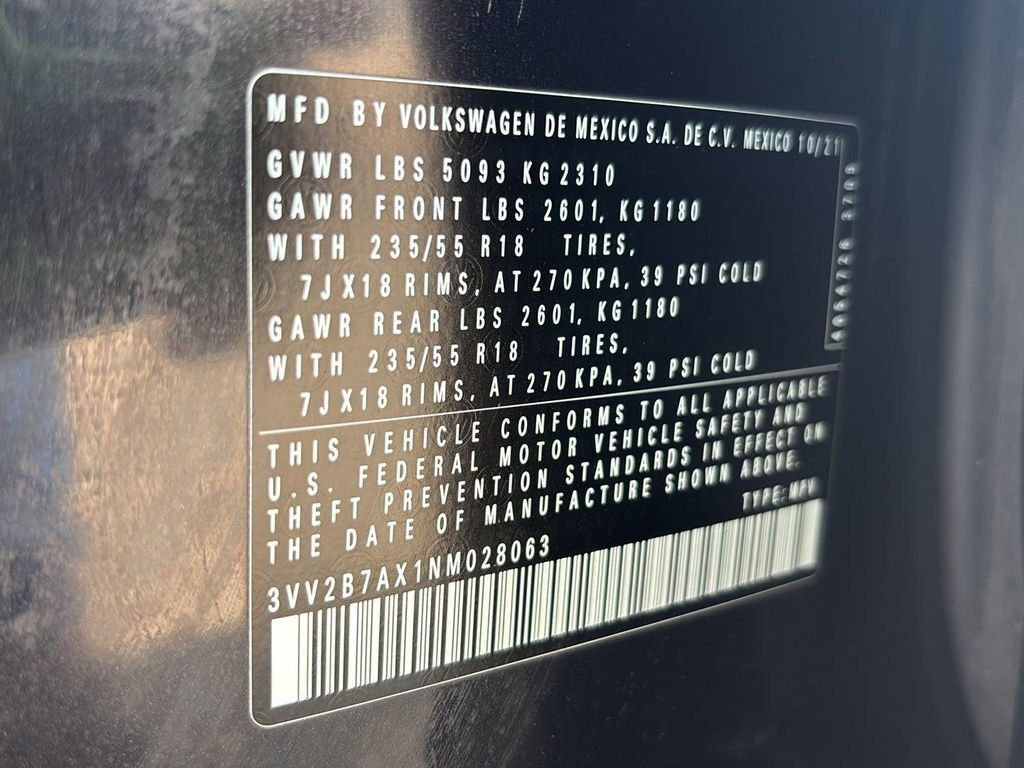 MFD BY VOLKSWAGEN DE MEXICO S.A. DE C.V. MEXICO 10/21
GVWR LBS 5093 KG 2310
GAWR FRONT LBS 2601, KG 1180
WITH 235/55 R18 TIRES,
7J X18 RIMS, AT 270 KPA, 39 PSI COLD
GAWR REAR LBS 2601, KG 1180
WITH 235/55 R18 TIRES,
7J X18 RIMS, AT 270 KPA, 39 PSI COLD
THIS VEHICLE CONFORMS TO ALL APPLICABLE
U.S. FEDERAL MOTOR VEHICLE SAFETY AND
THEFT PREVENTION STANDARDS IN EFFECT ON
THE DATE OF MANUFACTURE SHOWN ABOVE.
TYPE: MPV
3VV2B7AX1NM028063